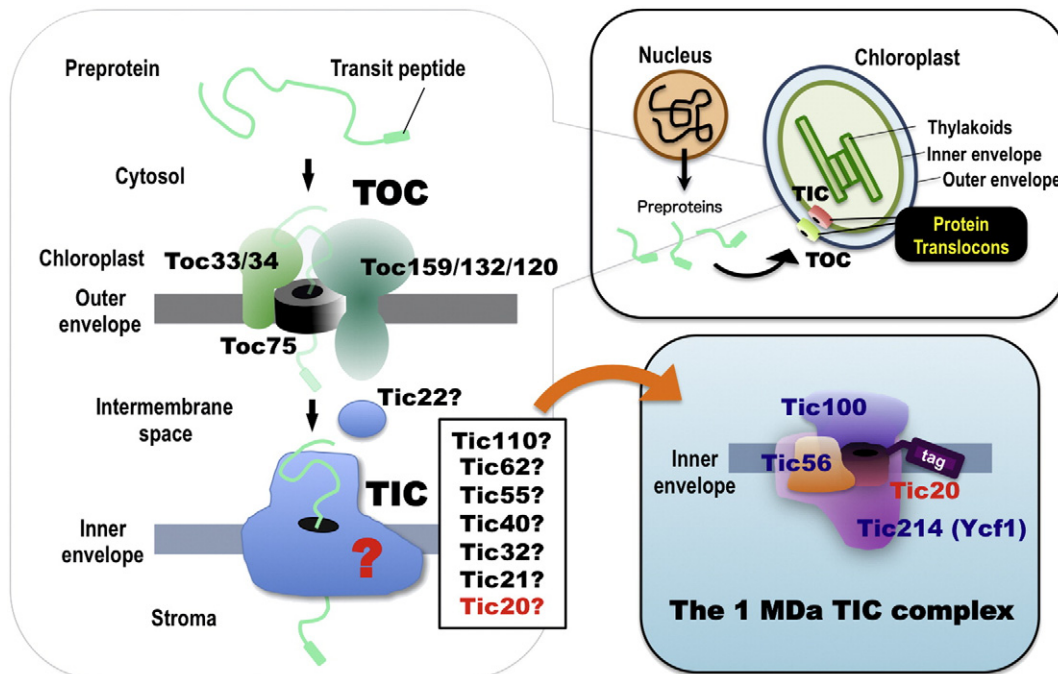 Preprotein
Transit peptide
Cytosol
TOC
Chloroplast
Outer
envelope
Toc33/34
Toc159/132/120
Toc75
Intermembrane
space
Tic22?
TIC
Inner
envelope
?
Stroma
Tic110?
Tic62?
Tic55?
Tic40?
Tic32?
Tic21?
Tic20?
Nucleus
Chloroplast
Thylakoids
Inner envelope
Outer envelope
Preproteins
TIC
TOC
Protein
Translocons
Tic100
Inner
envelope
Tic56
tag
Tic20
Tic214 (Ycf1)
The 1 MDa TIC complex